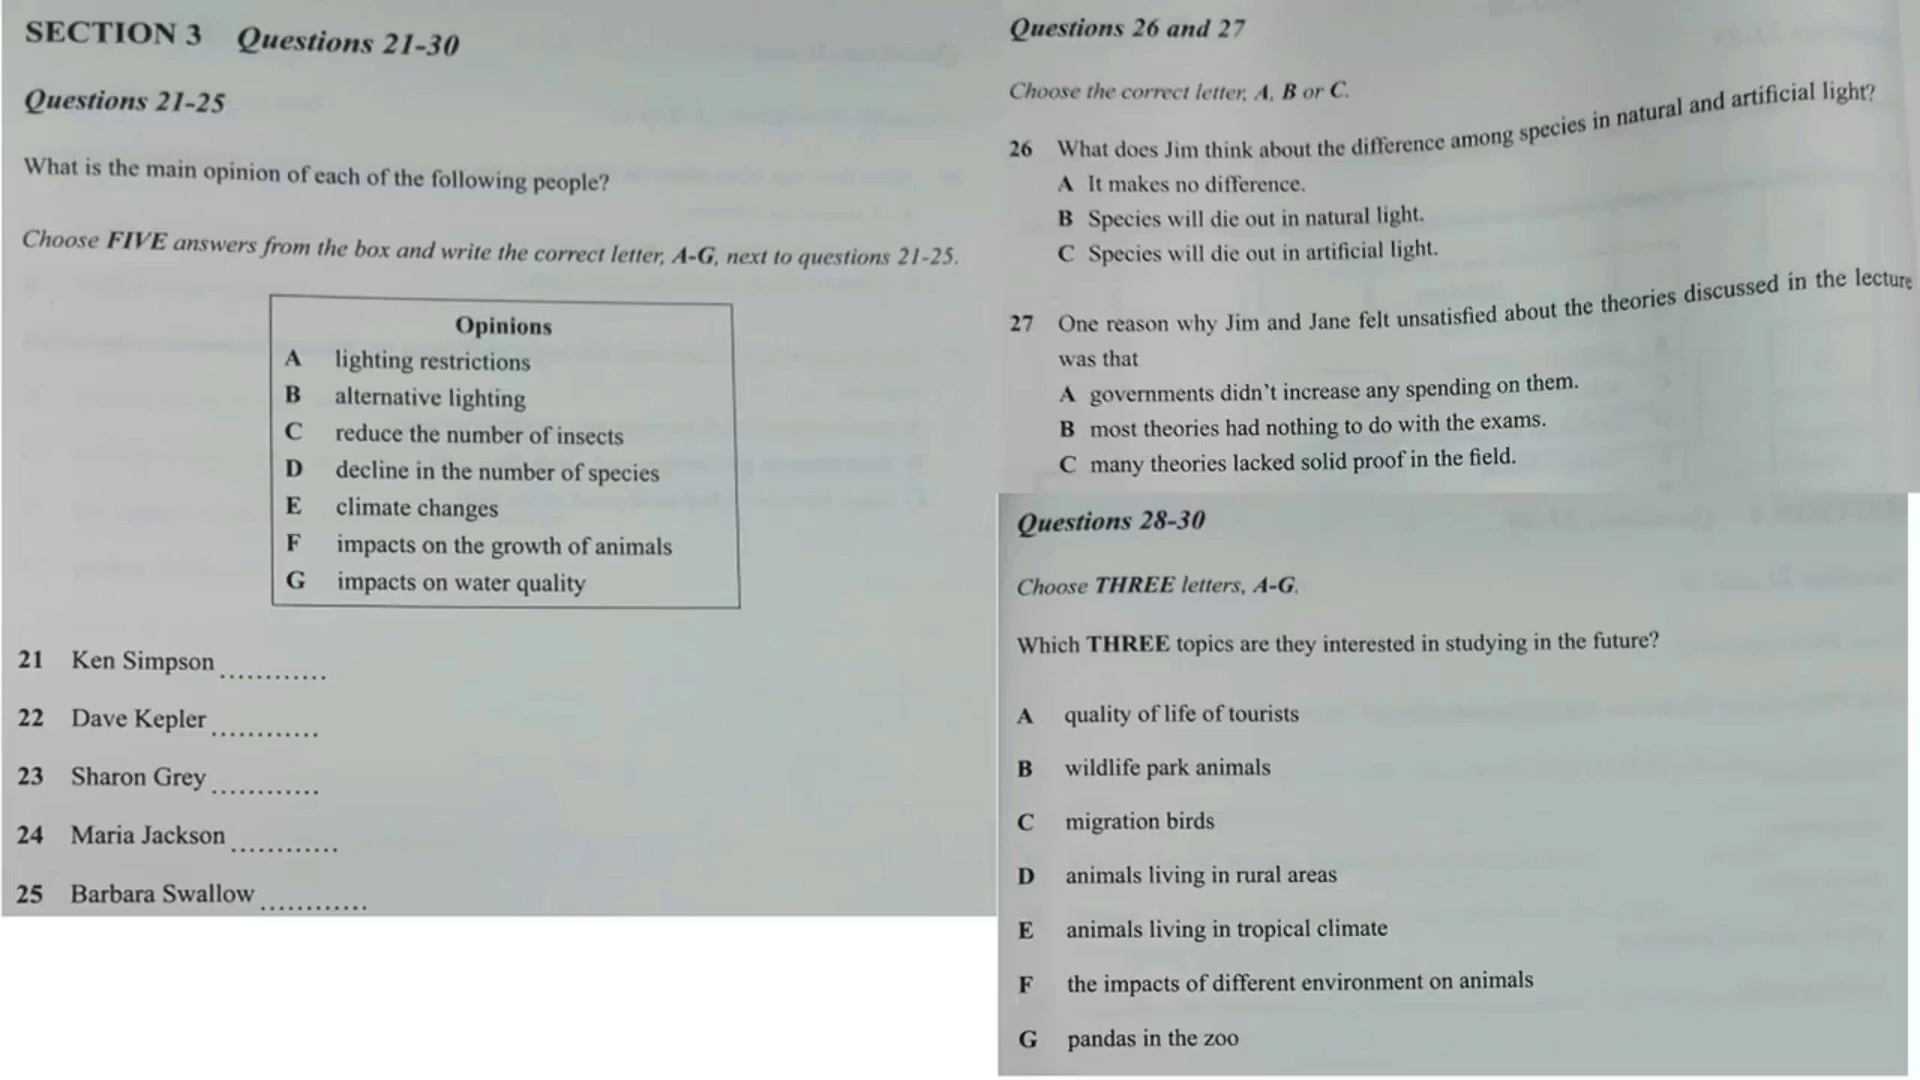 SECTION 3 Questions 21-30
Questions 21-25
What is the main opinion of each of the following people?
Choose FIVE answers from the box and write the correct letter, A-G, next to questions 21-25.
Opinions
A lighting restrictions
B alternative lighting
C reduce the number of insects
D decline in the number of species
E climate changes
F impacts on the growth of animals
G impacts on water quality
21 Ken Simpson ............
22 Dave Kepler ............
23 Sharon Grey ............
24 Maria Jackson ............
25 Barbara Swallow ............
Questions 26 and 27
Choose the correct letter, A, B or C.
26 What does Jim think about the difference among species in natural and artificial light?
A It makes no difference.
B Species will die out in natural light.
C Species will die out in artificial light.
27 One reason why Jim and Jane felt unsatisfied about the theories discussed in the lecture
was that
A governments didn't increase any spending on them.
B most theories had nothing to do with the exams.
C many theories lacked solid proof in the field.
Questions 28-30
Choose THREE letters, A-G.
Which THREE topics are they interested in studying in the future?
A quality of life of tourists
B wildlife park animals
C migration birds
D animals living in rural areas
E animals living in tropical climate
F the impacts of different environment on animals
G pandas in the zoo